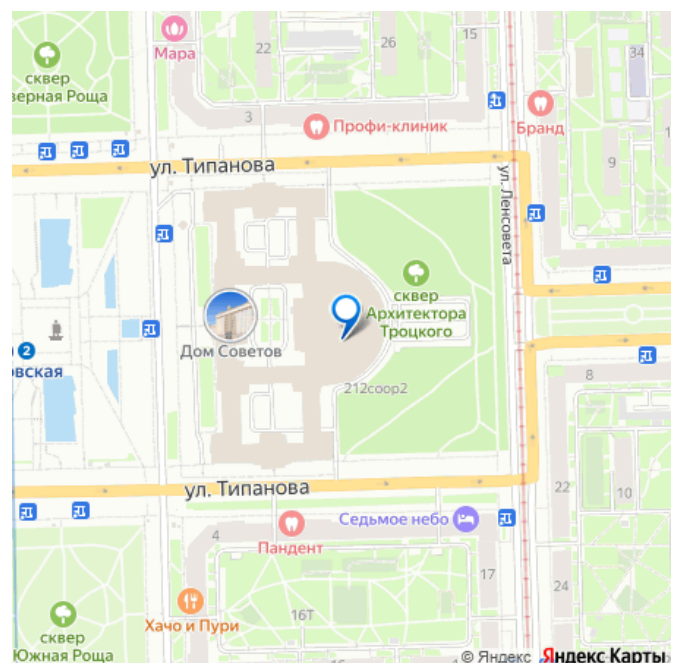 22
26
15
34
Мара
сквер
верная Роща
3
Профи-клиник
Бранд
ул. Типанова
9
ул. Ленсовета
сквер
Архитектора
Троцкого
Дом Советов
2
овская
212соор2
8
ул. Типанова
22
10
4
Пандент
Седьмое небо
17
24
16Т
Хачо и Пури
сквер
Южная Роща
© Яндекс Яндекс Карты